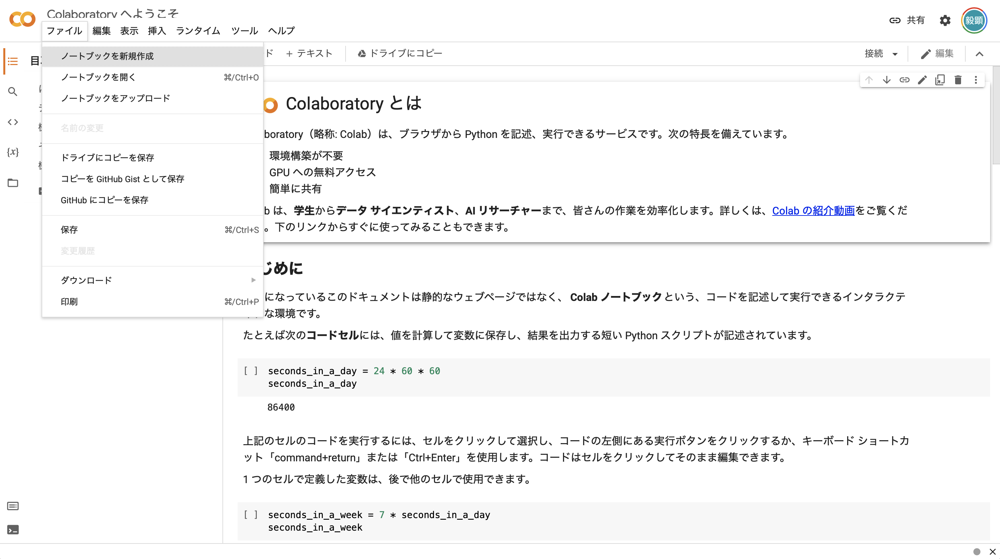 Colaboratory へようこそ
ファイル 編集 表示 挿入 ランタイム ツール ヘルプ
共有
毅顕
ノートブックを新規作成
ノートブックを開く ⌘/Ctrl+O
ノートブックをアップロード
名前の変更
ドライブにコピーを保存
コピーを GitHub Gist として保存
GitHub にコピーを保存
保存 ⌘/Ctrl+S
変更履歴
ダウンロード
印刷 ⌘/Ctrl+P
ド + テキスト ドライブにコピー
接続 編集
目
{x}
Colaboratory とは
boratory（略称: Colab）は、ブラウザから Python を記述、実行できるサービスです。次の特長を備えています。
環境構築が不要
GPU への無料アクセス
簡単に共有
b は、学生からデータ サイエンティスト、AI リサーチャーまで、皆さんの作業を効率化します。詳しくは、Colab の紹介動画をご覧くだ
。下のリンクからすぐに使ってみることもできます。
じめに
になっているこのドキュメントは静的なウェブページではなく、 Colab ノートブック という、コードを記述して実行できるインタラクテ
な環境です。
たとえば次のコードセルには、値を計算して変数に保存し、結果を出力する短い Python スクリプトが記述されています。
[ ] seconds_in_a_day = 24 * 60 * 60
seconds_in_a_day
86400
上記のセルのコードを実行するには、セルをクリックして選択し、コードの左側にある実行ボタンをクリックするか、キーボード ショートカ
ット「command+return」または「Ctrl+Enter」を使用します。コードはセルをクリックしてそのまま編集できます。
1 つのセルで定義した変数は、後で他のセルで使用できます。
[ ] seconds_in_a_week = 7 * seconds_in_a_day
seconds_in_a_week